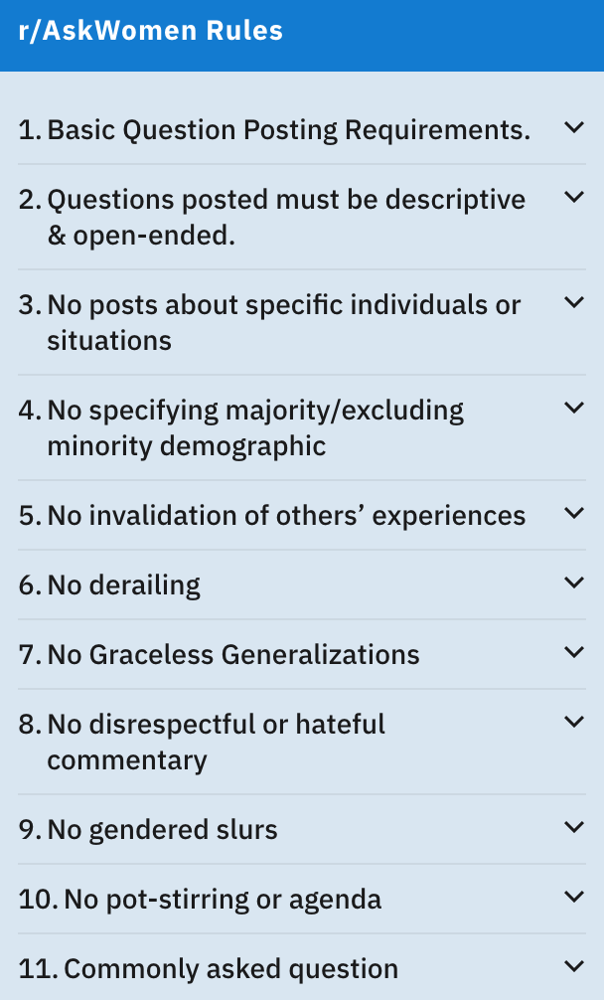 r/AskWomen Rules
1. Basic Question Posting Requirements.
2. Questions posted must be descriptive
& open-ended.
3. No posts about specific individuals or
situations
4. No specifying majority/excluding
minority demographic
5. No invalidation of others’ experiences
6. No derailing
7. No Graceless Generalizations
8. No disrespectful or hateful
commentary
9. No gendered slurs
10. No pot-stirring or agenda
11. Commonly asked question